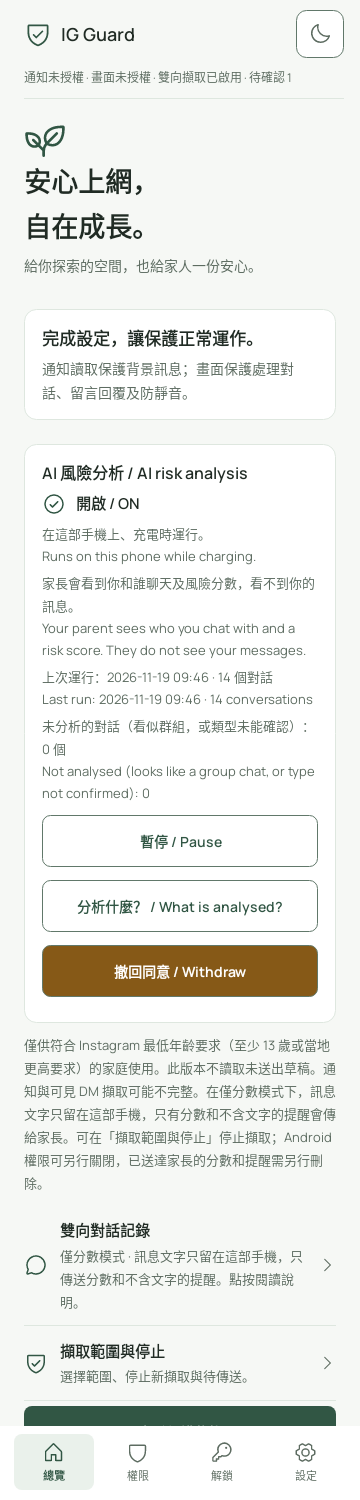 IG Guard
通知未授權 · 畫面未授權 · 雙向擷取已啟用 · 待確認 1
安心上網，
自在成長。
給你探索的空間，也給家人一份安心。
完成設定，讓保護正常運作。
通知讀取保護背景訊息；畫面保護處理對
話、留言回覆及防靜音。
AI 風險分析 / AI risk analysis
開啟 / ON
在這部手機上、充電時運行。
Runs on this phone while charging.
家長會看到你和誰聊天及風險分數，看不到你的
訊息。
Your parent sees who you chat with and a
risk score. They do not see your messages.
上次運行：2026-11-19 09:46 · 14 個對話
Last run: 2026-11-19 09:46 · 14 conversations
未分析的對話（看似群組，或類型未能確認）：
0 個
Not analysed (looks like a group chat, or type
not confirmed): 0
暫停 / Pause
分析什麼？ / What is analysed?
撤回同意 / Withdraw
僅供符合 Instagram 最低年齡要求（至少 13 歲或當地
更高要求）的家庭使用。此版本不讀取未送出草稿。通
知與可見 DM 擷取可能不完整。在僅分數模式下，訊息
文字只留在這部手機，只有分數和不含文字的提醒會傳
給家長。可在「擷取範圍與停止」停止擷取；Android
權限可另行關閉，已送達家長的分數和提醒需另行刪
除。
雙向對話記錄
僅分數模式 · 訊息文字只留在這部手機，只
傳送分數和不含文字的提醒。點按閱讀說
明。
擷取範圍與停止
選擇範圍、停止新擷取與待傳送。
總覽
權限
解鎖
設定